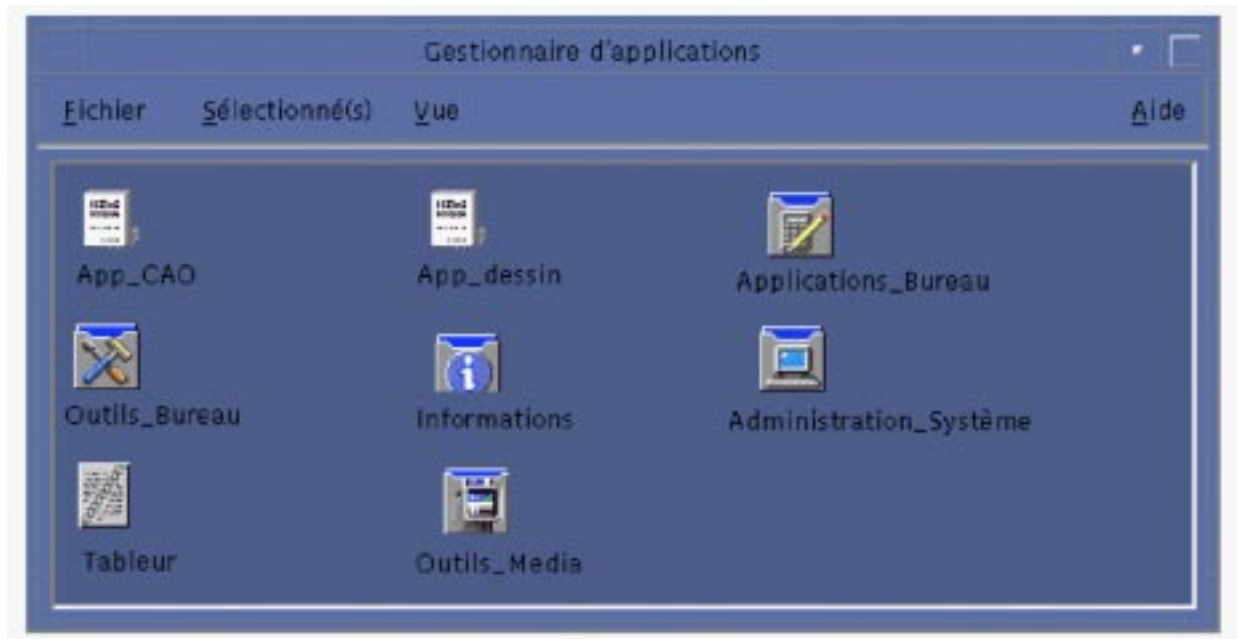 Gestionnaire d'applications
Fichier Sélectionné(s) Vue Aide
App_CAO App_dessin Applications_Bureau
Outils_Bureau Informations Administration_Système
Tableur Outils_Media